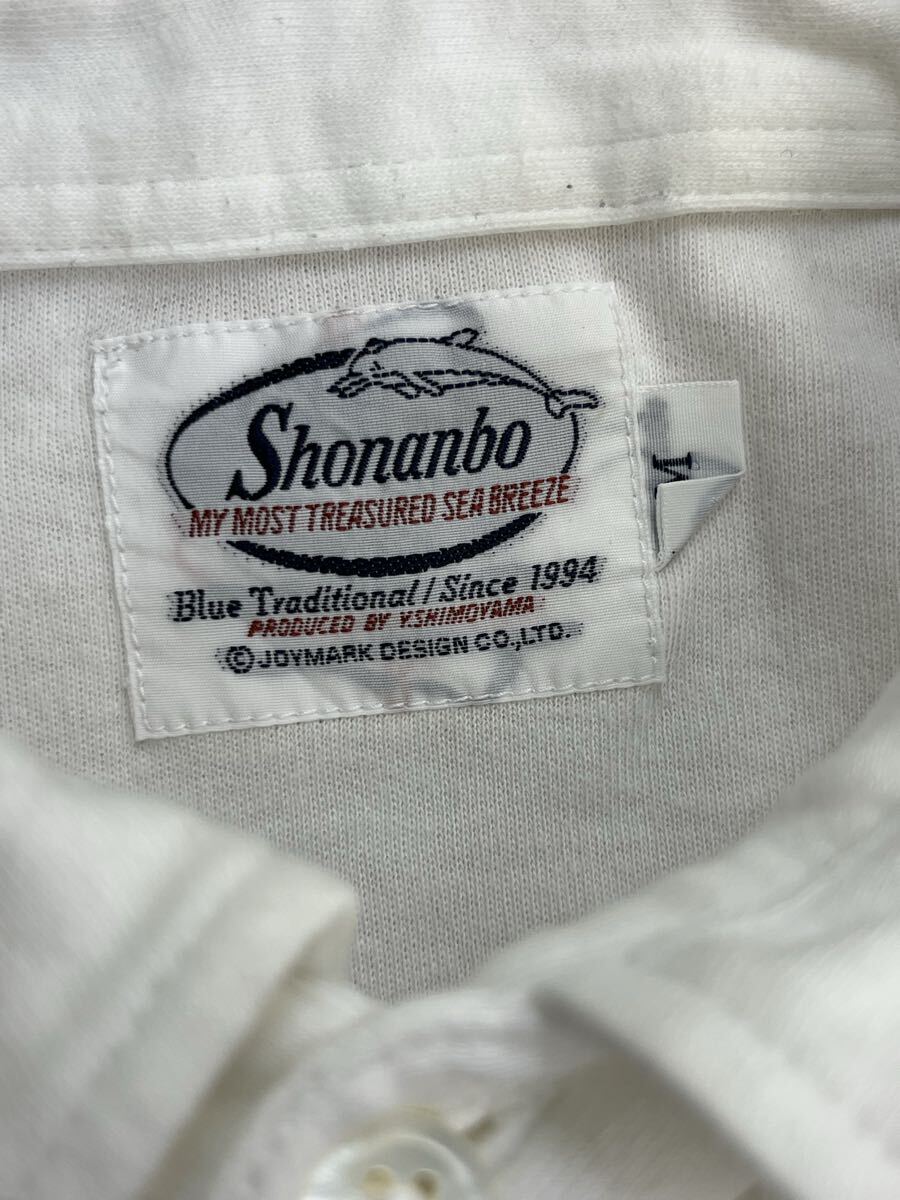 Shonanbo
MY MOST TREASURED SEA BREEZE
Blue Traditional / Since 1994
PRODUCED BY Y.SHIMOYAMA
© JOYMARK DESIGN CO.,LTD.
M